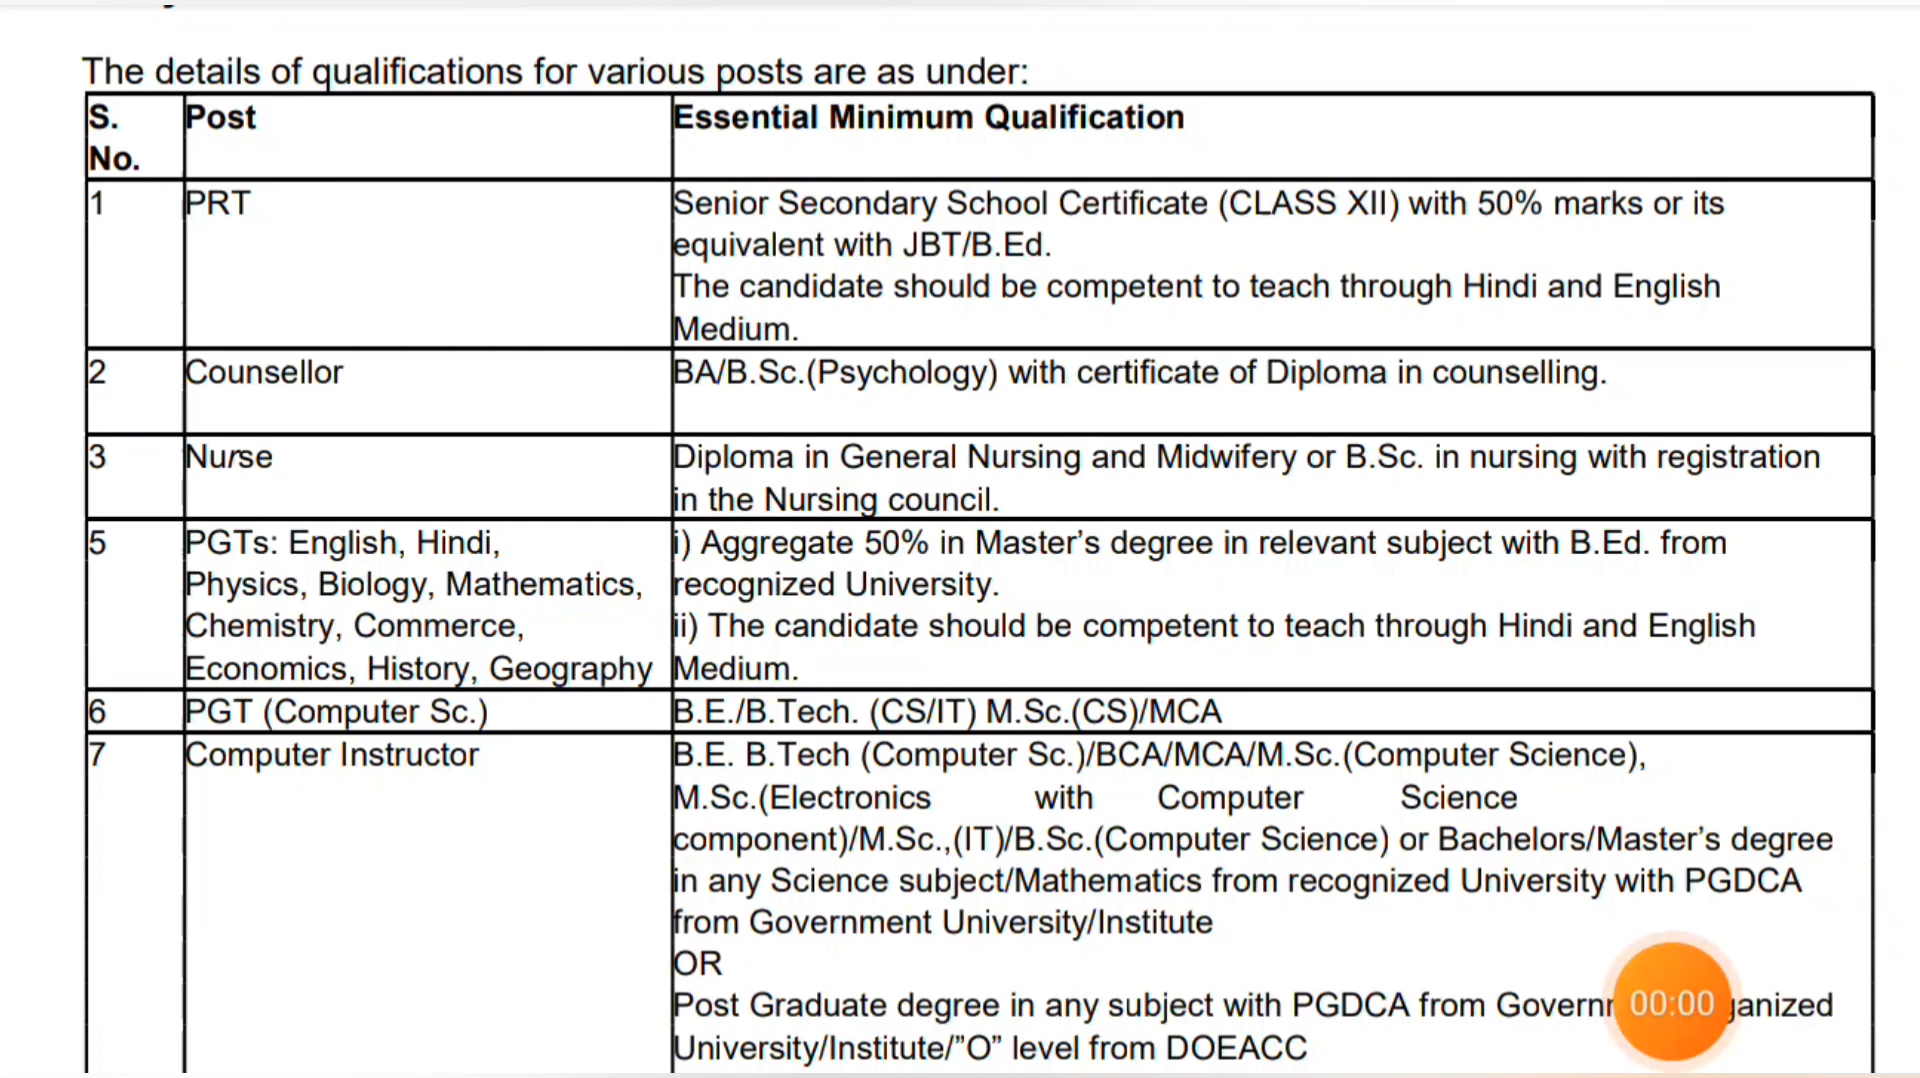 The details of qualifications for various posts are as under:
S. No. Post Essential Minimum Qualification
1 PRT Senior Secondary School Certificate (CLASS XII) with 50% marks or its
equivalent with JBT/B.Ed.
The candidate should be competent to teach through Hindi and English
Medium.
2 Counsellor BA/B.Sc.(Psychology) with certificate of Diploma in counselling.
3 Nurse Diploma in General Nursing and Midwifery or B.Sc. in nursing with registration
in the Nursing council.
5 PGTs: English, Hindi, i) Aggregate 50% in Master’s degree in relevant subject with B.Ed. from
Physics, Biology, Mathematics, recognized University.
Chemistry, Commerce, ii) The candidate should be competent to teach through Hindi and English
Economics, History, Geography Medium.
6 PGT (Computer Sc.) B.E./B.Tech. (CS/IT) M.Sc.(CS)/MCA
7 Computer Instructor B.E. B.Tech (Computer Sc.)/BCA/MCA/M.Sc.(Computer Science),
M.Sc.(Electronics with Computer Science
component)/M.Sc.,(IT)/B.Sc.(Computer Science) or Bachelors/Master’s degree
in any Science subject/Mathematics from recognized University with PGDCA
from Government University/Institute
OR
Post Graduate degree in any subject with PGDCA from
University/Institute/”O” level from DOEACC
00:00